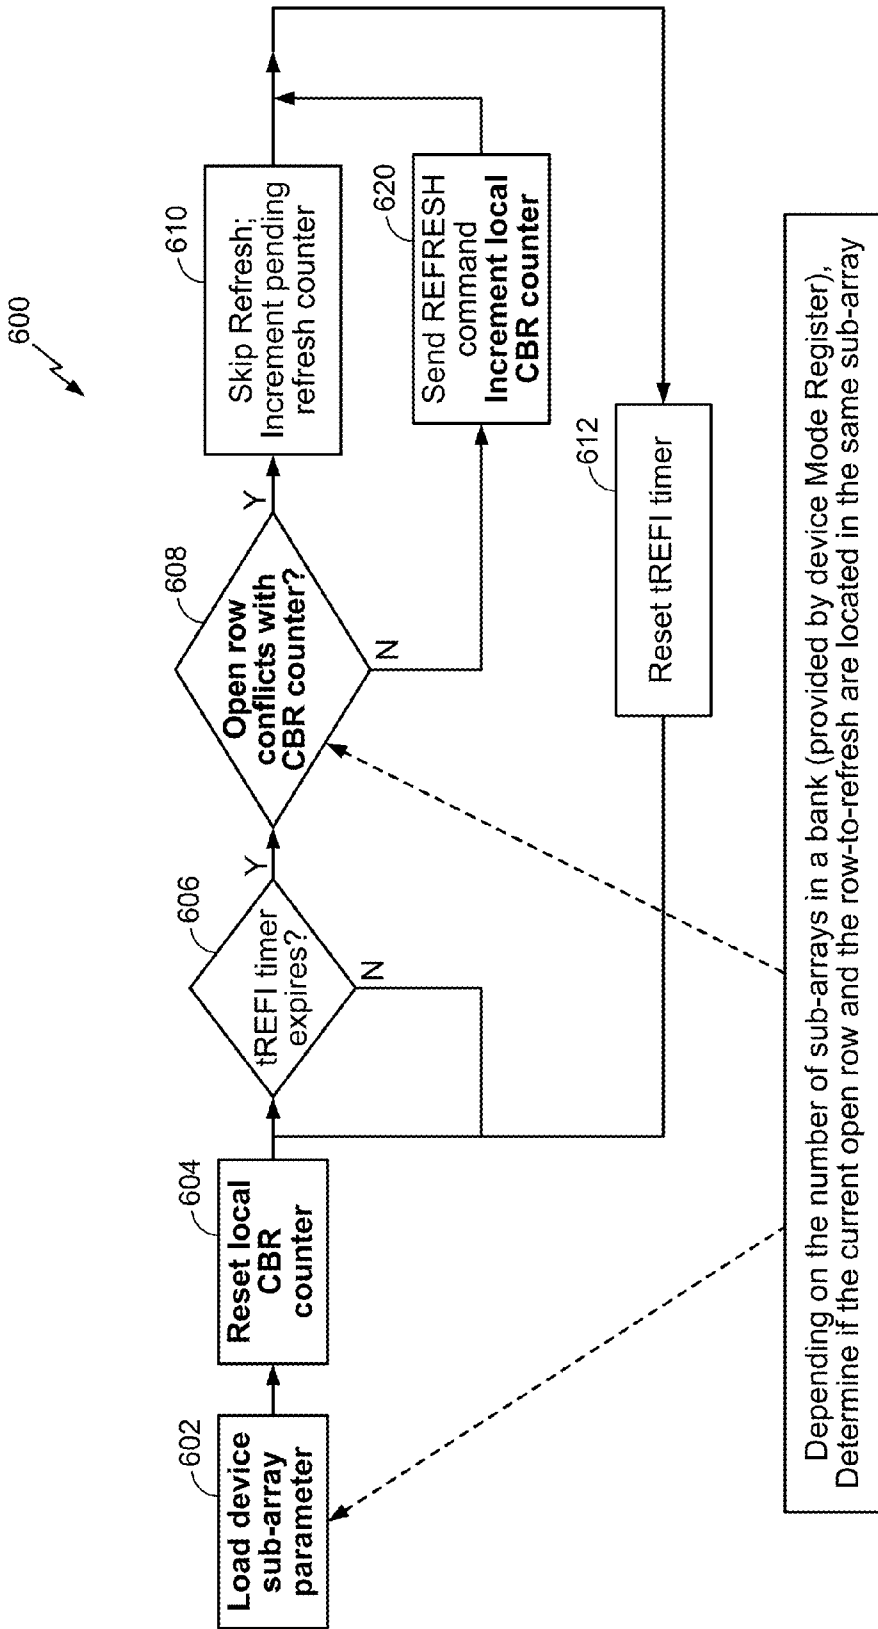 600
602
Load device
sub-array
parameter
604
Reset local
CBR
counter
606
tREFI timer
expires?
Y
N
608
Open row
conflicts with
CBR counter?
Y
N
610
Skip Refresh;
Increment pending
refresh counter
620
Send REFRESH
command
Increment local
CBR counter
612
Reset tREFI timer
Depending on the number of sub-arrays in a bank (provided by device Mode Register),
Determine if the current open row and the row-to-refresh are located in the same sub-array